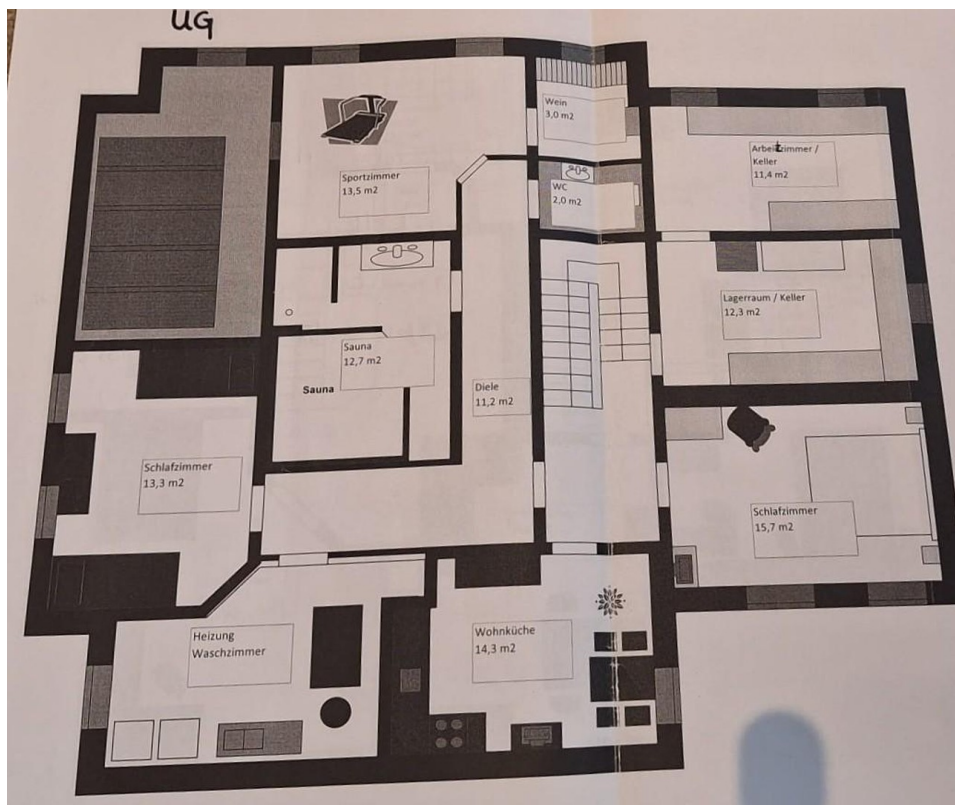 UG
Wein
3,0 m2
Sportzimmer
13,5 m2
WC
2,0 m2
Arbeitzimmer /
Keller
11,4 m2
Lagerraum / Keller
12,3 m2
Sauna
12,7 m2
Sauna
Diele
11,2 m2
Schlafzimmer
13,3 m2
Schlafzimmer
15,7 m2
Heizung
Waschzimmer
Wohnküche
14,3 m2